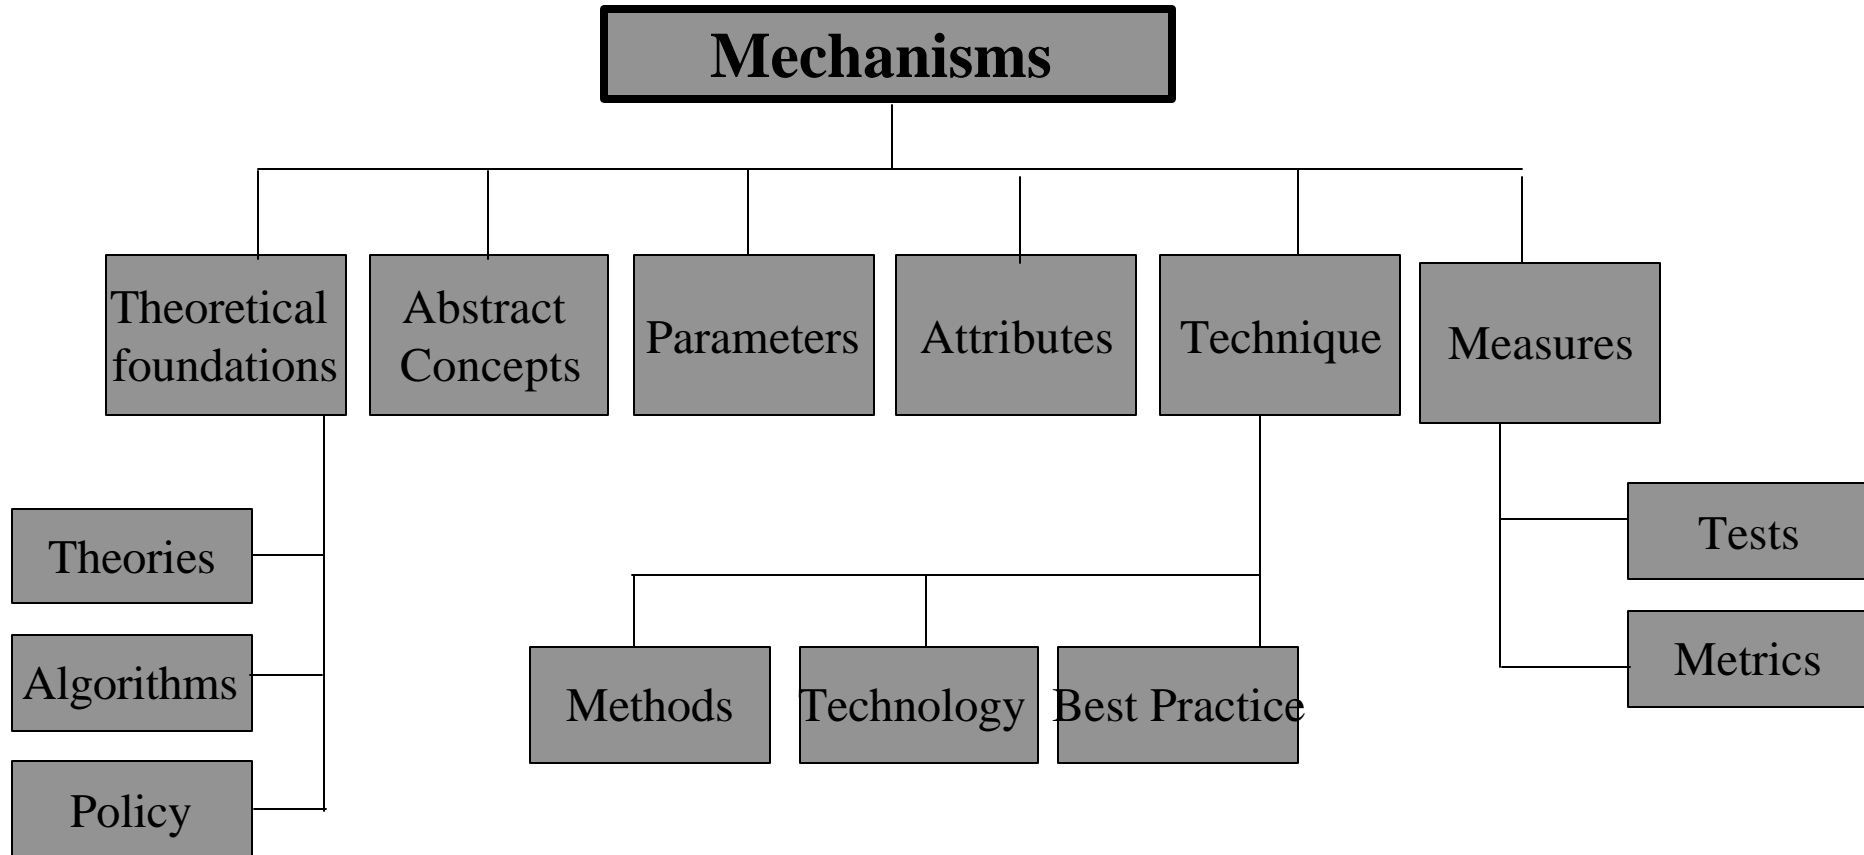 Mechanisms
Theoretical
foundations
Abstract
Concepts
Parameters
Attributes
Technique
Measures
Theories
Algorithms
Policy
Methods
Technology
Best Practice
Tests
Metrics